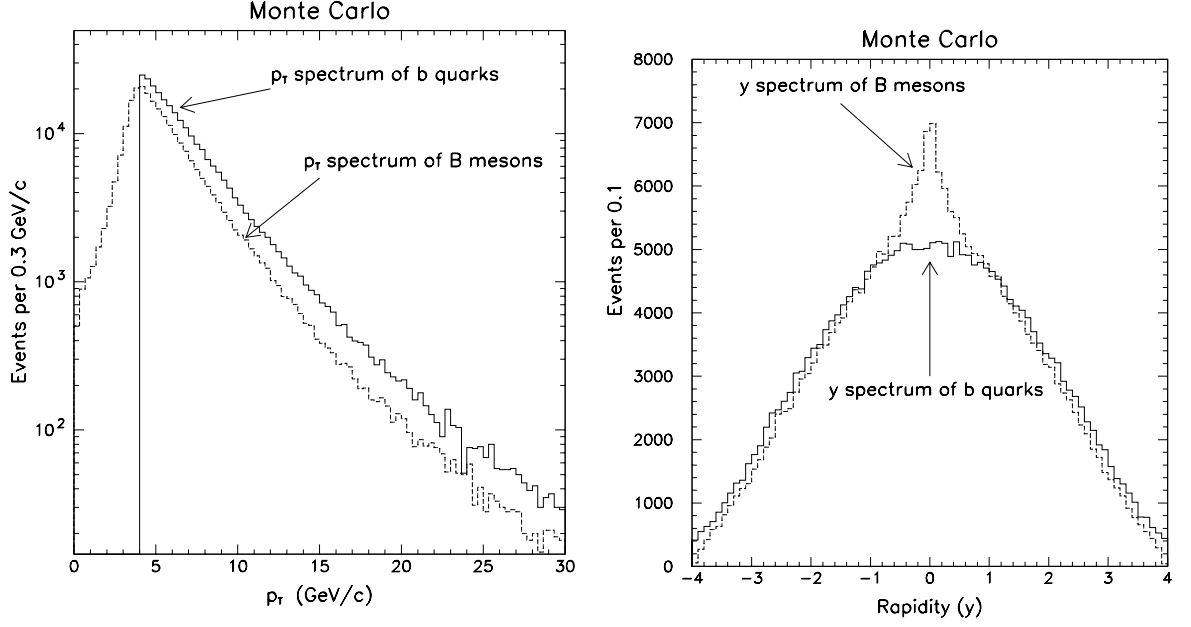 Monte Carlo
p_T spectrum of b quarks
p_T spectrum of B mesons
Events per 0.3 GeV/c
10^4
10^3
10^2
0 5 10 15 20 25 30
p_T (GeV/c)
Monte Carlo
y spectrum of B mesons
y spectrum of b quarks
Events per 0.1
8000
7000
6000
5000
4000
3000
2000
1000
0
−4 −3 −2 −1 0 1 2 3 4
Rapidity (y)